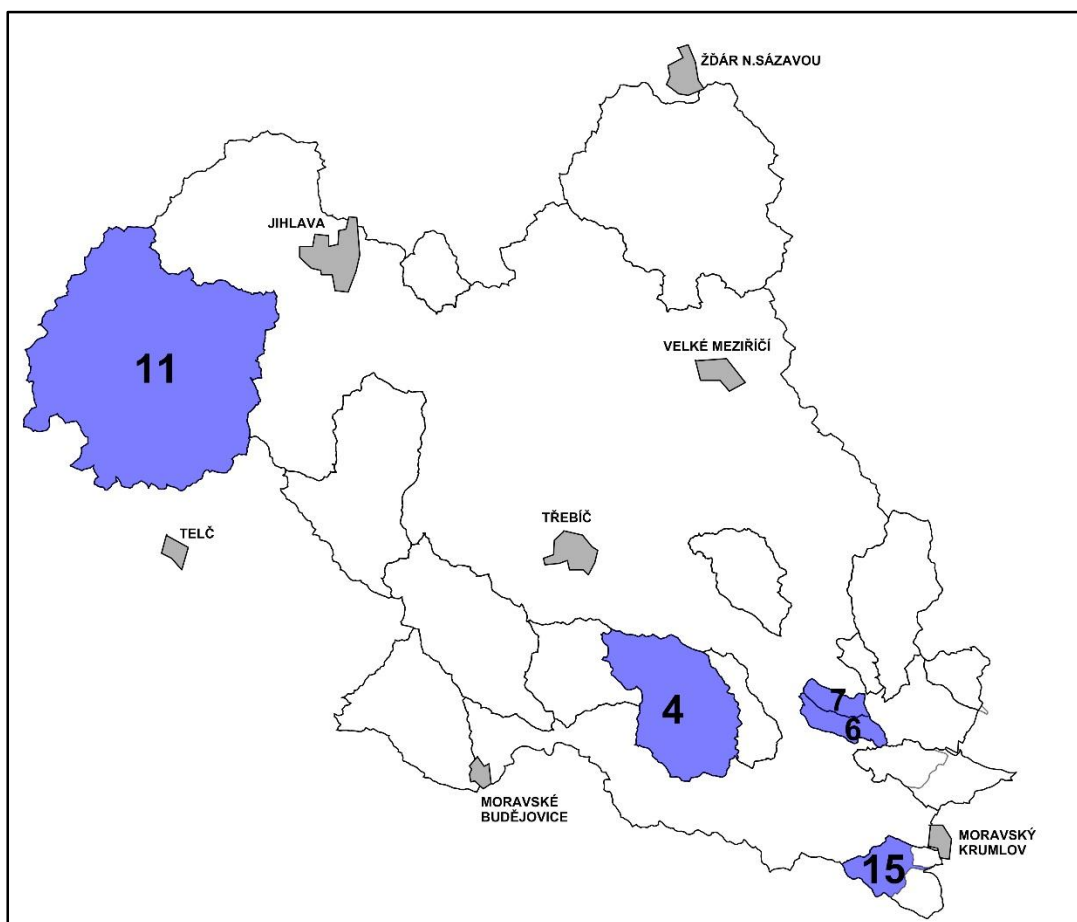 ŽĎÁR N.SÁZAVOU
JIHLAVA
VELKÉ MEZIŘÍČÍ
11
TELČ
TŘEBÍČ
7
4
6
MORAVSKÉ
BUDĚJOVICE
MORAVSKÝ
KRUMLOV
15